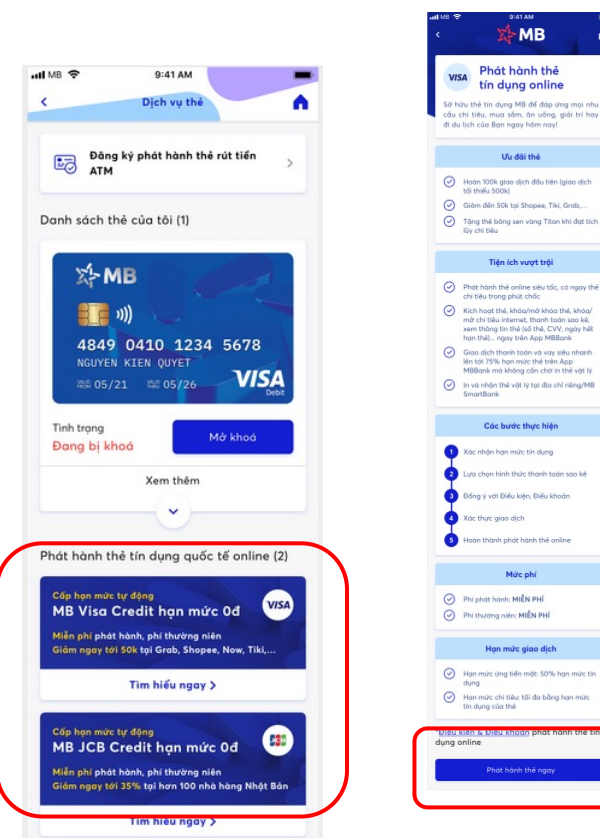 MB
9:41 AM
Dịch vụ thẻ
Đăng ký phát hành thẻ rút tiền
ATM
Danh sách thẻ của tôi (1)
MB
4849 0410 1234 5678
NGUYEN KIEN QUYET
VALID FROM 05/21 VALID THRU 05/26
VISA
Debit
Tình trạng
Đang bị khoá
Mở khoá
Xem thêm
Phát hành thẻ tín dụng quốc tế online (2)
Cấp hạn mức tự động
MB Visa Credit hạn mức 0đ
VISA
Miễn phí phát hành, phí thường niên
Giảm ngay tới 50k tại Grab, Shopee, Now, Tiki,...
Tìm hiểu ngay >
Cấp hạn mức tự động
MB JCB Credit hạn mức 0đ
JCB
Miễn phí phát hành, phí thường niên
Giảm ngay tới 35% tại hơn 100 nhà hàng Nhật Bản
Tìm hiểu ngay >
MB
9:41 AM
MB
VISA
Phát hành thẻ
tín dụng online
Sở hữu thẻ tín dụng MB để đáp ứng mọi nhu
cầu chi tiêu, mua sắm, ăn uống, giải trí hay
đi du lịch của Bạn ngay hôm nay!
Ưu đãi thẻ
Hoàn 100k giao dịch đầu tiên (giao dịch
tối thiểu 500k)
Giảm đến 50k tại Shopee, Tiki, Grab,...
Tặng thẻ bông sen vàng Titan khi đạt tích
lũy chi tiêu
Tiện ích vượt trội
Phát hành thẻ online siêu tốc, có ngay thẻ
chi tiêu trong phút chốc
Kích hoạt thẻ, khóa/mở khóa thẻ, khóa/
mở chi tiêu internet, thanh toán sao kê,
xem thông tin thẻ (số thẻ, CVV, ngày hết
hạn thẻ)... ngay trên App MBBank
Giao dịch thanh toán và vay siêu nhanh
lên tới 75% hạn mức thẻ trên App
MBBank mà không cần chờ in thẻ vật lý
In và nhận thẻ vật lý tại địa chỉ riêng/MB
SmartBank
Các bước thực hiện
1 Xác nhận hạn mức tín dụng
2 Lựa chọn hình thức thanh toán sao kê
3 Đồng ý với Điều kiện, Điều khoản
4 Xác thực giao dịch
5 Hoàn thành phát hành thẻ online
Mức phí
Phí phát hành: MIỄN PHÍ
Phí thường niên: MIỄN PHÍ
Hạn mức giao dịch
Hạn mức ứng tiền mặt: 50% hạn mức tín
dụng
Hạn mức chi tiêu: tối đa bằng hạn mức
tín dụng của thẻ
*Điều kiện & Điều khoản phát hành thẻ tín
dụng online
Phát hành thẻ ngay